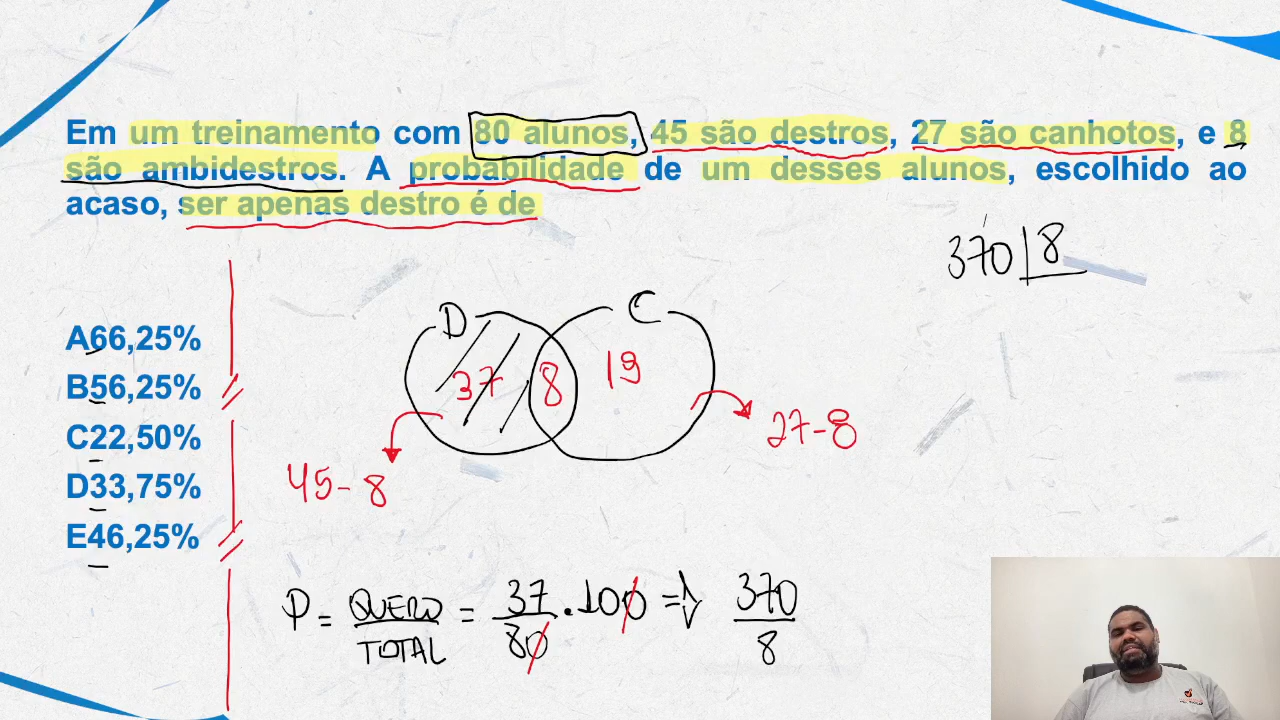 Em um treinamento com 80 alunos, 45 são destros, 27 são canhotos, e 8
são ambidestros. A probabilidade de um desses alunos, escolhido ao
acaso, ser apenas destro é de
370 8
A66,25%
B56,25%
C22,50%
D33,75%
E46,25%
D C
37 8 19
45-8
27-8
P = QUERO = 37 . 100 => 370
TOTAL 80 8